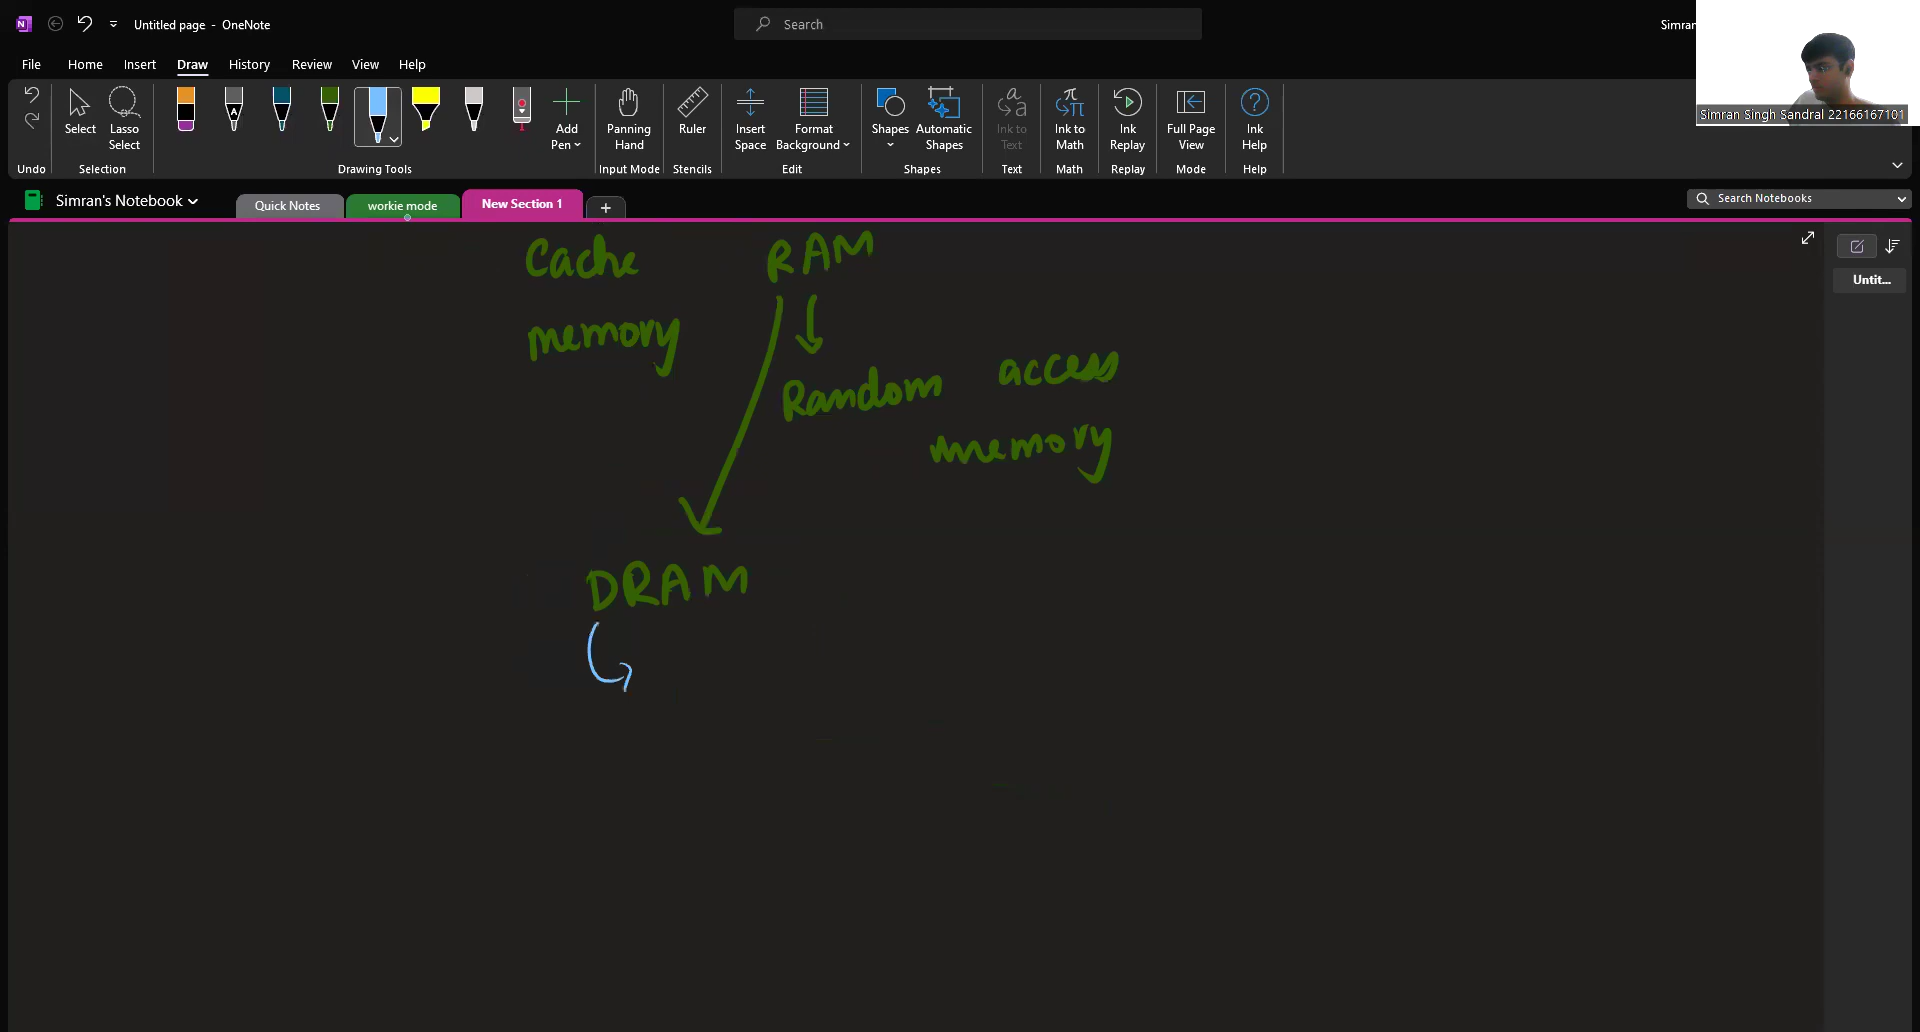 Untitled page - OneNote
Search
Simran
File Home Insert Draw History Review View Help
Undo
Select
Lasso Select
Selection
A
Drawing Tools
Add Pen
Panning Hand
Input Mode
Ruler
Stencils
Insert Space
Format Background
Edit
Shapes
Automatic Shapes
Shapes
Ink to Text
Text
Ink to Math
Math
Ink Replay
Replay
Full Page View
Mode
Ink Help
Help
Simran Singh Sandral 22166167101
Simran's Notebook
Quick Notes
workie mode
New Section 1
Search Notebooks
Untit...
Cache
memory
RAM
Random access
memory
DRAM